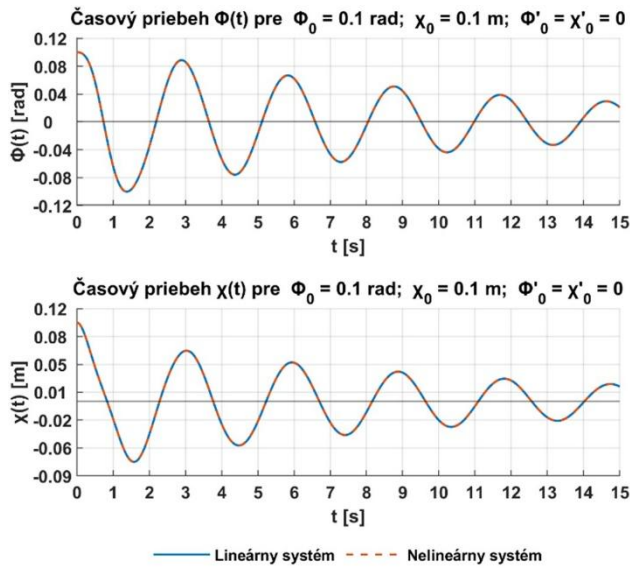 Časový priebeh Φ(t) pre Φ₀ = 0.1 rad; χ₀ = 0.1 m; Φ'₀ = χ'₀ = 0
0.12
0.08
0.04
0
-0.04
-0.08
-0.12
Φ(t) [rad]
0 1 2 3 4 5 6 7 8 9 10 11 12 13 14 15
t [s]
Časový priebeh χ(t) pre Φ₀ = 0.1 rad; χ₀ = 0.1 m; Φ'₀ = χ'₀ = 0
0.12
0.08
0.05
0.01
-0.02
-0.06
-0.09
χ(t) [m]
0 1 2 3 4 5 6 7 8 9 10 11 12 13 14 15
t [s]
Lineárny systém Nelineárny systém